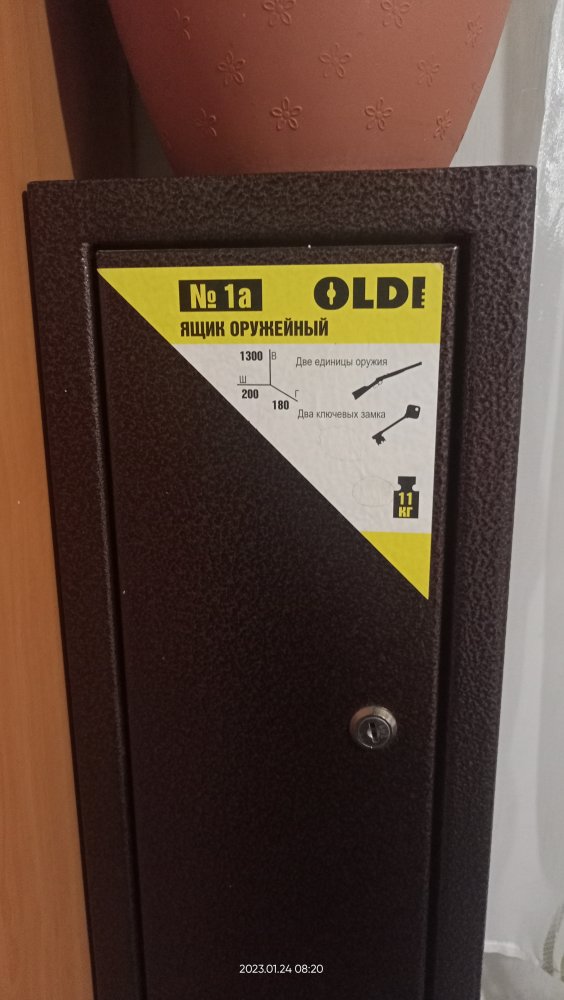 № 1а
OLDI
ЯЩИК ОРУЖЕЙНЫЙ
1300 В
Две единицы оружия
Ш
200
Г
180
Два ключевых замка
11
КГ
2023.01.24 08:20